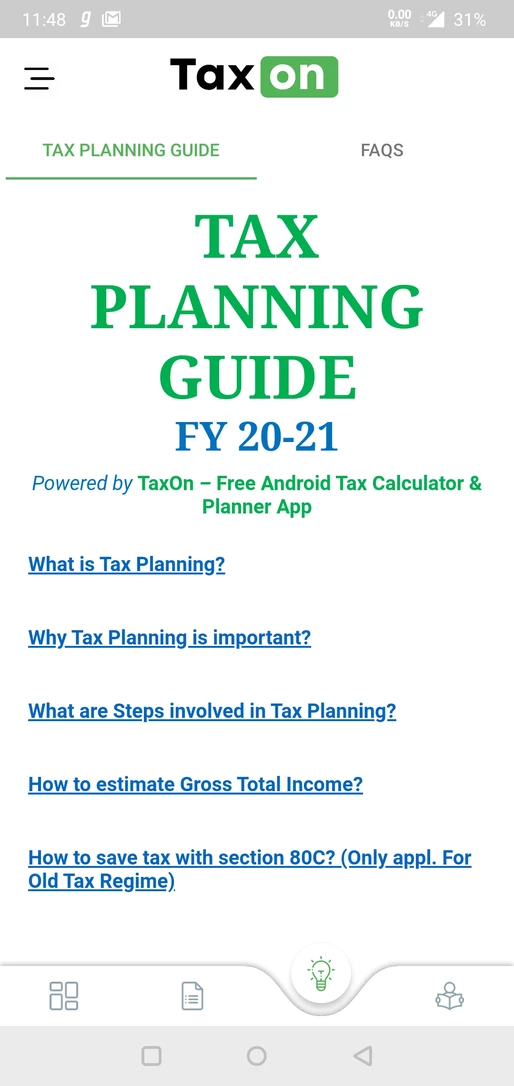 11:48 g M 0.00 KB/S 4G 31%
Tax on
TAX PLANNING GUIDE FAQS
TAX
PLANNING
GUIDE
FY 20-21
Powered by TaxOn – Free Android Tax Calculator &
Planner App
What is Tax Planning?
Why Tax Planning is important?
What are Steps involved in Tax Planning?
How to estimate Gross Total Income?
How to save tax with section 80C? (Only appl. For
Old Tax Regime)